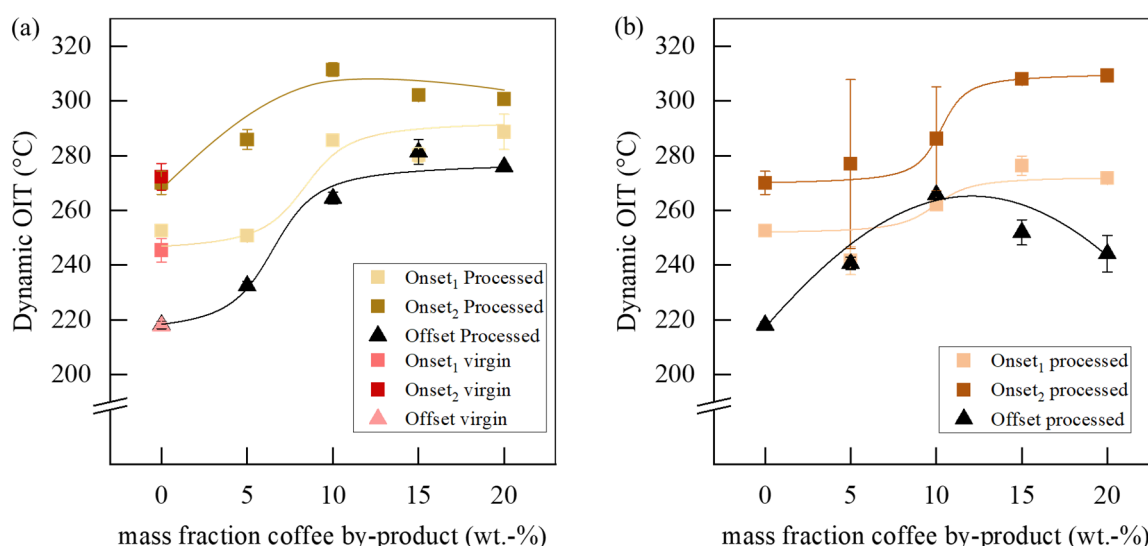 (a)
Dynamic OIT (°C)
320
300
280
260
240
220
200
Onset₁ Processed
Onset₂ Processed
Offset Processed
Onset₁ virgin
Onset₂ virgin
Offset virgin
0 5 10 15 20
mass fraction coffee by-product (wt.-%)
(b)
Dynamic OIT (°C)
320
300
280
260
240
220
200
Onset₁ processed
Onset₂ processed
Offset processed
0 5 10 15 20
mass fraction coffee by-product (wt.-%)